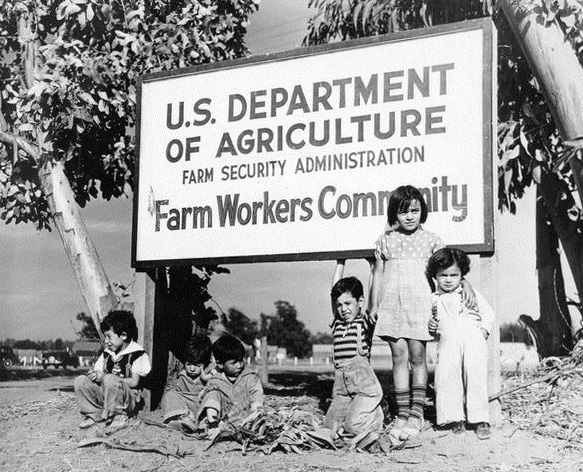 U.S. DEPARTMENT
OF AGRICULTURE
FARM SECURITY ADMINISTRATION
Farm Workers Community